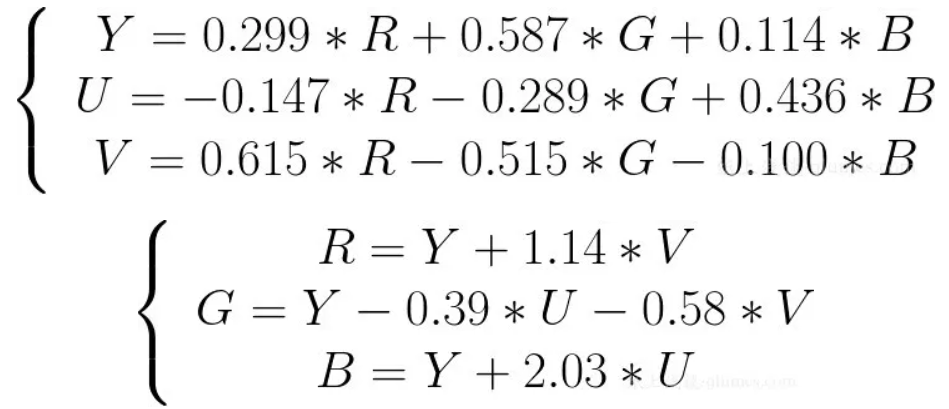 Y = 0.299 * R + 0.587 * G + 0.114 * B
U = −0.147 * R − 0.289 * G + 0.436 * B
V = 0.615 * R − 0.515 * G − 0.100 * B
R = Y + 1.14 * V
G = Y − 0.39 * U − 0.58 * V
B = Y + 2.03 * U